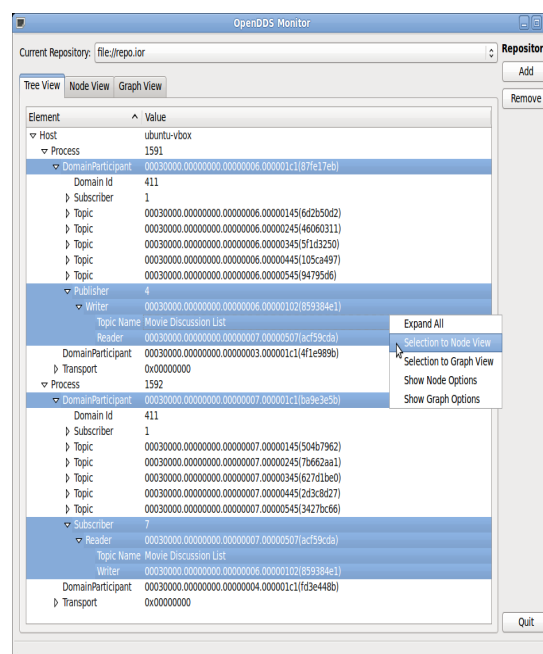 OpenDDS Monitor
Current Repository: file://repo.ior
Repositor
Add
Remove
Tree View Node View Graph View
Element Value
Host ubuntu-vbox
Process 1591
DomainParticipant 00030000.00000000.00000006.000001c1(87fe17eb)
Domain Id 411
Subscriber 1
Topic 00030000.00000000.00000006.00000145(6d2b50d2)
Topic 00030000.00000000.00000006.00000245(46060311)
Topic 00030000.00000000.00000006.00000345(5f1d3250)
Topic 00030000.00000000.00000006.00000445(105ca497)
Topic 00030000.00000000.00000006.00000545(94795d6)
Publisher 4
Writer 00030000.00000000.00000006.00000102(859384e1)
Topic Name Movie Discussion List
Reader 00030000.00000000.00000007.00000507(acf59cda)
DomainParticipant 00030000.00000000.00000003.000001c1(4f1e989b)
Transport 0x00000000
Process 1592
DomainParticipant 00030000.00000000.00000007.000001c1(ba9e3e5b)
Domain Id 411
Subscriber 1
Topic 00030000.00000000.00000007.00000145(504b7962)
Topic 00030000.00000000.00000007.00000245(7b662aa1)
Topic 00030000.00000000.00000007.00000345(627d1be0)
Topic 00030000.00000000.00000007.00000445(2d3c8d27)
Topic 00030000.00000000.00000007.00000545(3427bc66)
Subscriber 7
Reader 00030000.00000000.00000007.00000507(acf59cda)
Topic Name Movie Discussion List
Writer 00030000.00000000.00000006.00000102(859384e1)
DomainParticipant 00030000.00000000.00000004.000001c1(fd3e448b)
Transport 0x00000000
Expand All
Selection to Node View
Selection to Graph View
Show Node Options
Show Graph Options
Quit